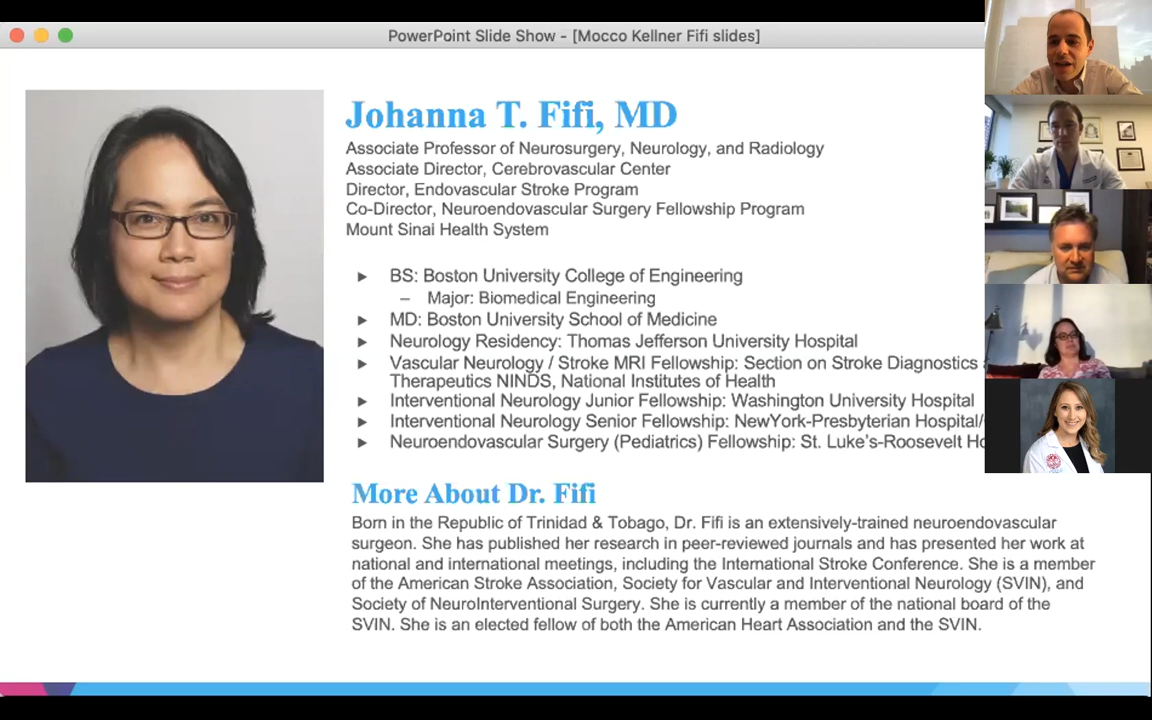 PowerPoint Slide Show - [Mocco Kellner Fifi slides]
Johanna T. Fifi, MD
Associate Professor of Neurosurgery, Neurology, and Radiology
Associate Director, Cerebrovascular Center
Director, Endovascular Stroke Program
Co-Director, Neuroendovascular Surgery Fellowship Program
Mount Sinai Health System
► BS: Boston University College of Engineering
– Major: Biomedical Engineering
► MD: Boston University School of Medicine
► Neurology Residency: Thomas Jefferson University Hospital
► Vascular Neurology / Stroke MRI Fellowship: Section on Stroke Diagnostics
Therapeutics NINDS, National Institutes of Health
► Interventional Neurology Junior Fellowship: Washington University Hospital
► Interventional Neurology Senior Fellowship: NewYork-Presbyterian Hospital/
► Neuroendovascular Surgery (Pediatrics) Fellowship: St. Luke's-Roosevelt
More About Dr. Fifi
Born in the Republic of Trinidad & Tobago, Dr. Fifi is an extensively-trained neuroendovascular
surgeon. She has published her research in peer-reviewed journals and has presented her work at
national and international meetings, including the International Stroke Conference. She is a member
of the American Stroke Association, Society for Vascular and Interventional Neurology (SVIN), and
Society of NeuroInterventional Surgery. She is currently a member of the national board of the
SVIN. She is an elected fellow of both the American Heart Association and the SVIN.